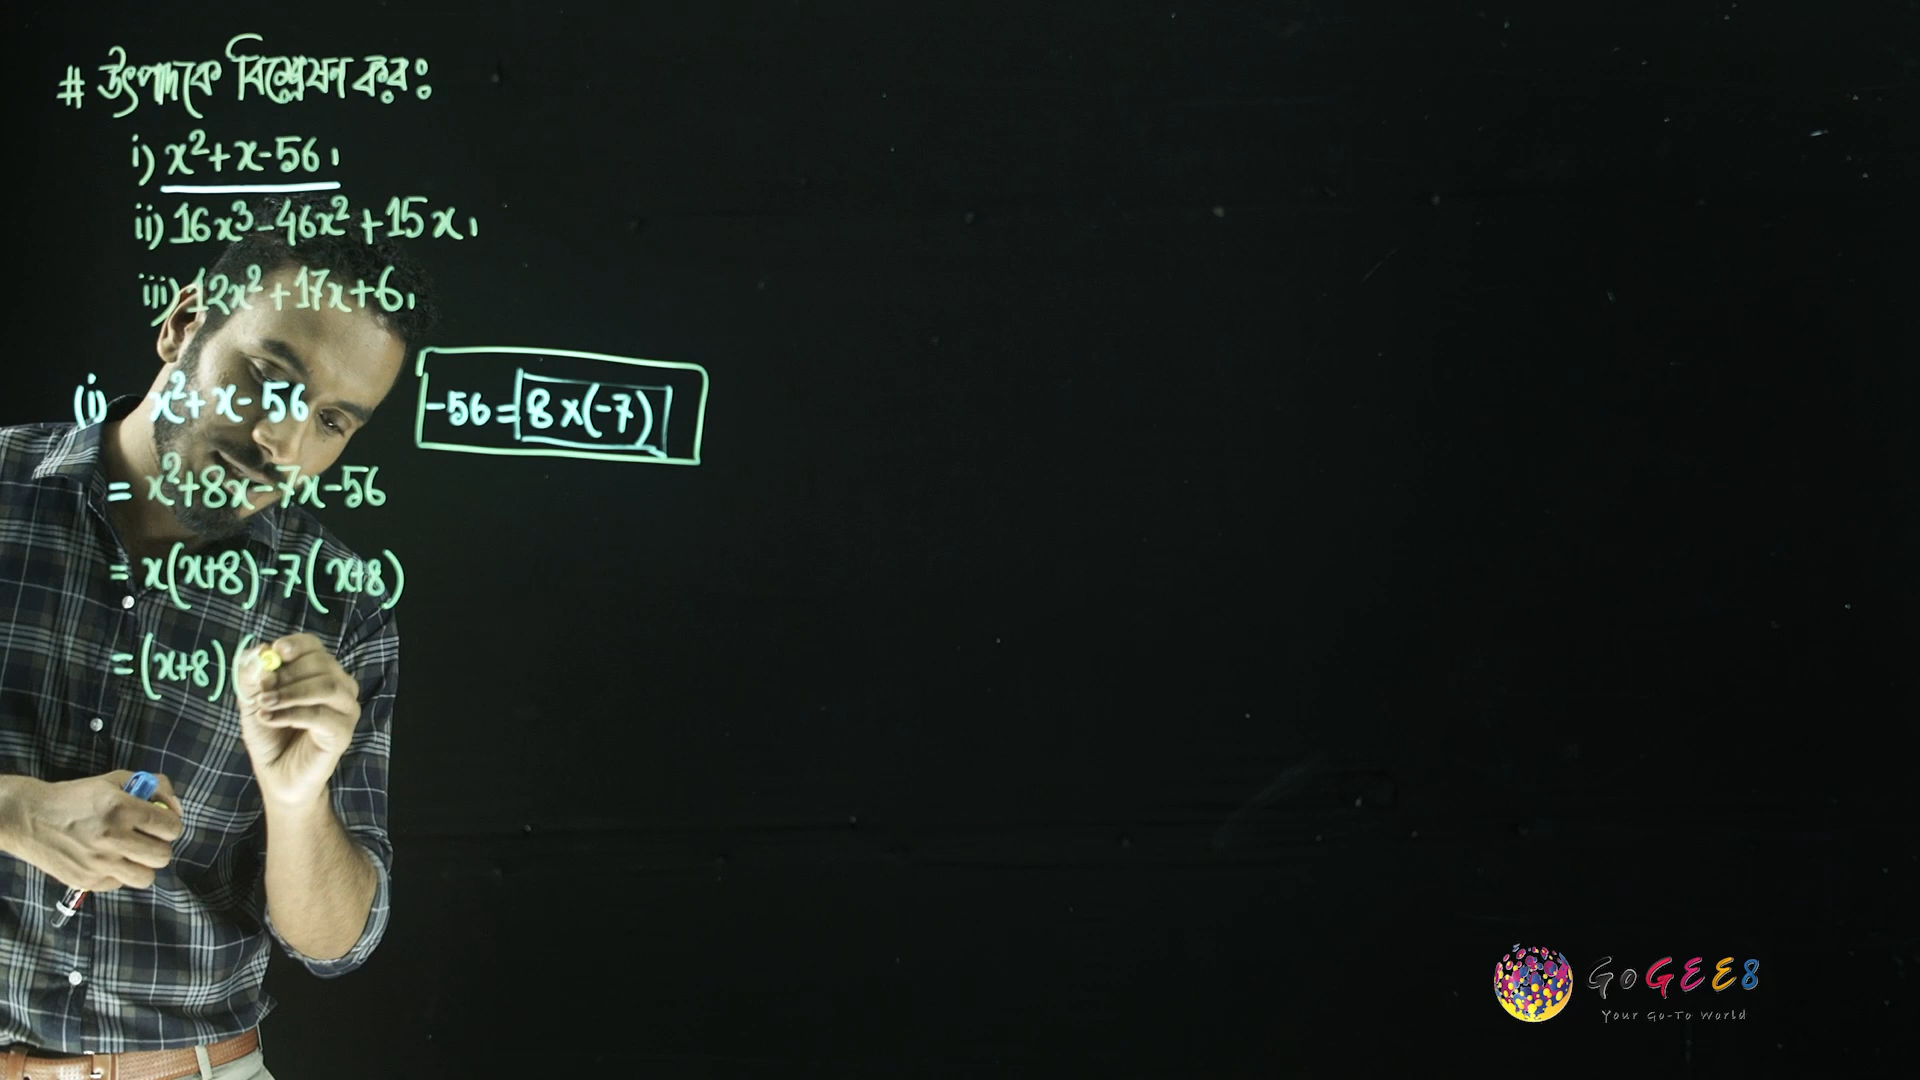 # উৎপাদকে বিশ্লেষন কর:
i) x²+x-56।
ii) 16x³-46x²+15x।
iii) 12x²+17x+6।
(i) x²+x-56
-56=8×(-7)
= x²+8x-7x-56
= x(x+8)-7(x+8)
=(x+8)(
GoGEE8
Your Go-To World